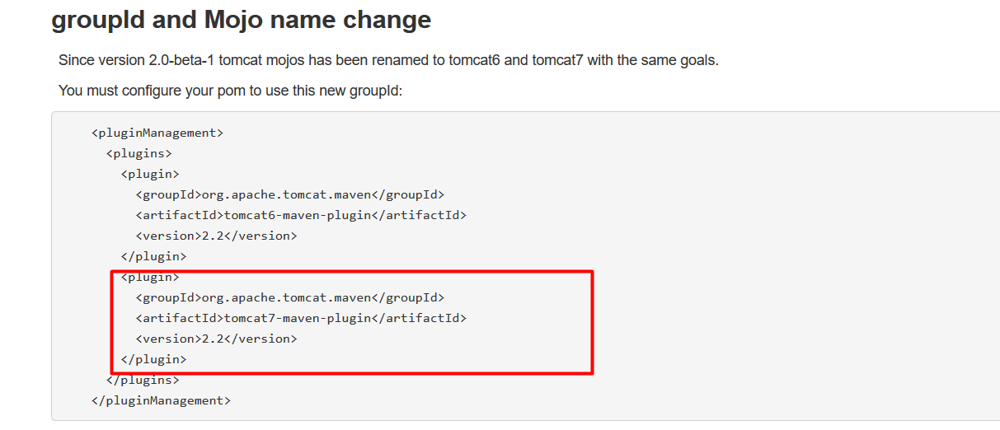 groupId and Mojo name change
Since version 2.0-beta-1 tomcat mojos has been renamed to tomcat6 and tomcat7 with the same goals.
You must configure your pom to use this new groupId:
<pluginManagement>
<plugins>
<plugin>
<groupId>org.apache.tomcat.maven</groupId>
<artifactId>tomcat6-maven-plugin</artifactId>
<version>2.2</version>
</plugin>
<plugin>
<groupId>org.apache.tomcat.maven</groupId>
<artifactId>tomcat7-maven-plugin</artifactId>
<version>2.2</version>
</plugin>
</plugins>
</pluginManagement>